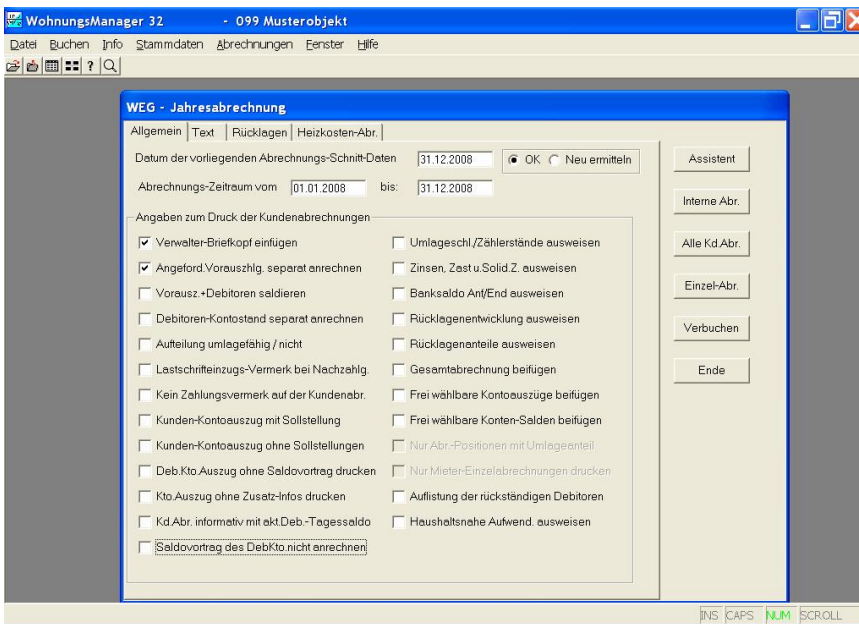 WohnungsManager 32 - 099 Musterobjekt
Datei Buchen Info Stammdaten Abrechnungen Fenster Hilfe
?
WEG - Jahresabrechnung
Allgemein Text Rücklagen Heizkosten-Abr.
Datum der vorliegenden Abrechnungs-Schnitt-Daten 31.12.2008 OK Neu ermitteln
Abrechnungs-Zeitraum vom 01.01.2008 bis: 31.12.2008
Angaben zum Druck der Kundenabrechnungen
Verwalter-Briefkopf einfügen
Angeford.Vorauszhlg. separat anrechnen
Vorausz.+Debitoren saldieren
Debitoren-Kontostand separat anrechnen
Aufteilung umlagefähig / nicht
Lastschrifteinzugs-Vermerk bei Nachzahlg.
Kein Zahlungsvermerk auf der Kundenabr.
Kunden-Kontoauszug mit Sollstellung
Kunden-Kontoauszug ohne Sollstellungen
Deb.Kto.Auszug ohne Saldovortrag drucken
Kto.Auszug ohne Zusatz-Infos drucken
Kd.Abr. informativ mit akt.Deb.-Tagessaldo
Saldovortrag des DebKto.nicht anrechnen
Umlageschl./Zählerstände ausweisen
Zinsen, Zast u.Solid.Z. ausweisen
Banksaldo Anf/End ausweisen
Rücklagenentwicklung ausweisen
Rücklagenanteile ausweisen
Gesamtabrechnung beifügen
Frei wählbare Kontoauszüge beifügen
Frei wählbare Konten-Salden beifügen
Nur Abr.-Positionen mit Umlageanteil
Nur Mieter-Einzelabrechnungen drucken
Auflistung der rückständigen Debitoren
Haushaltsnahe Aufwend. ausweisen
Assistent
Interne Abr.
Alle Kd.Abr.
Einzel-Abr.
Verbuchen
Ende
INS CAPS NUM SCROLL